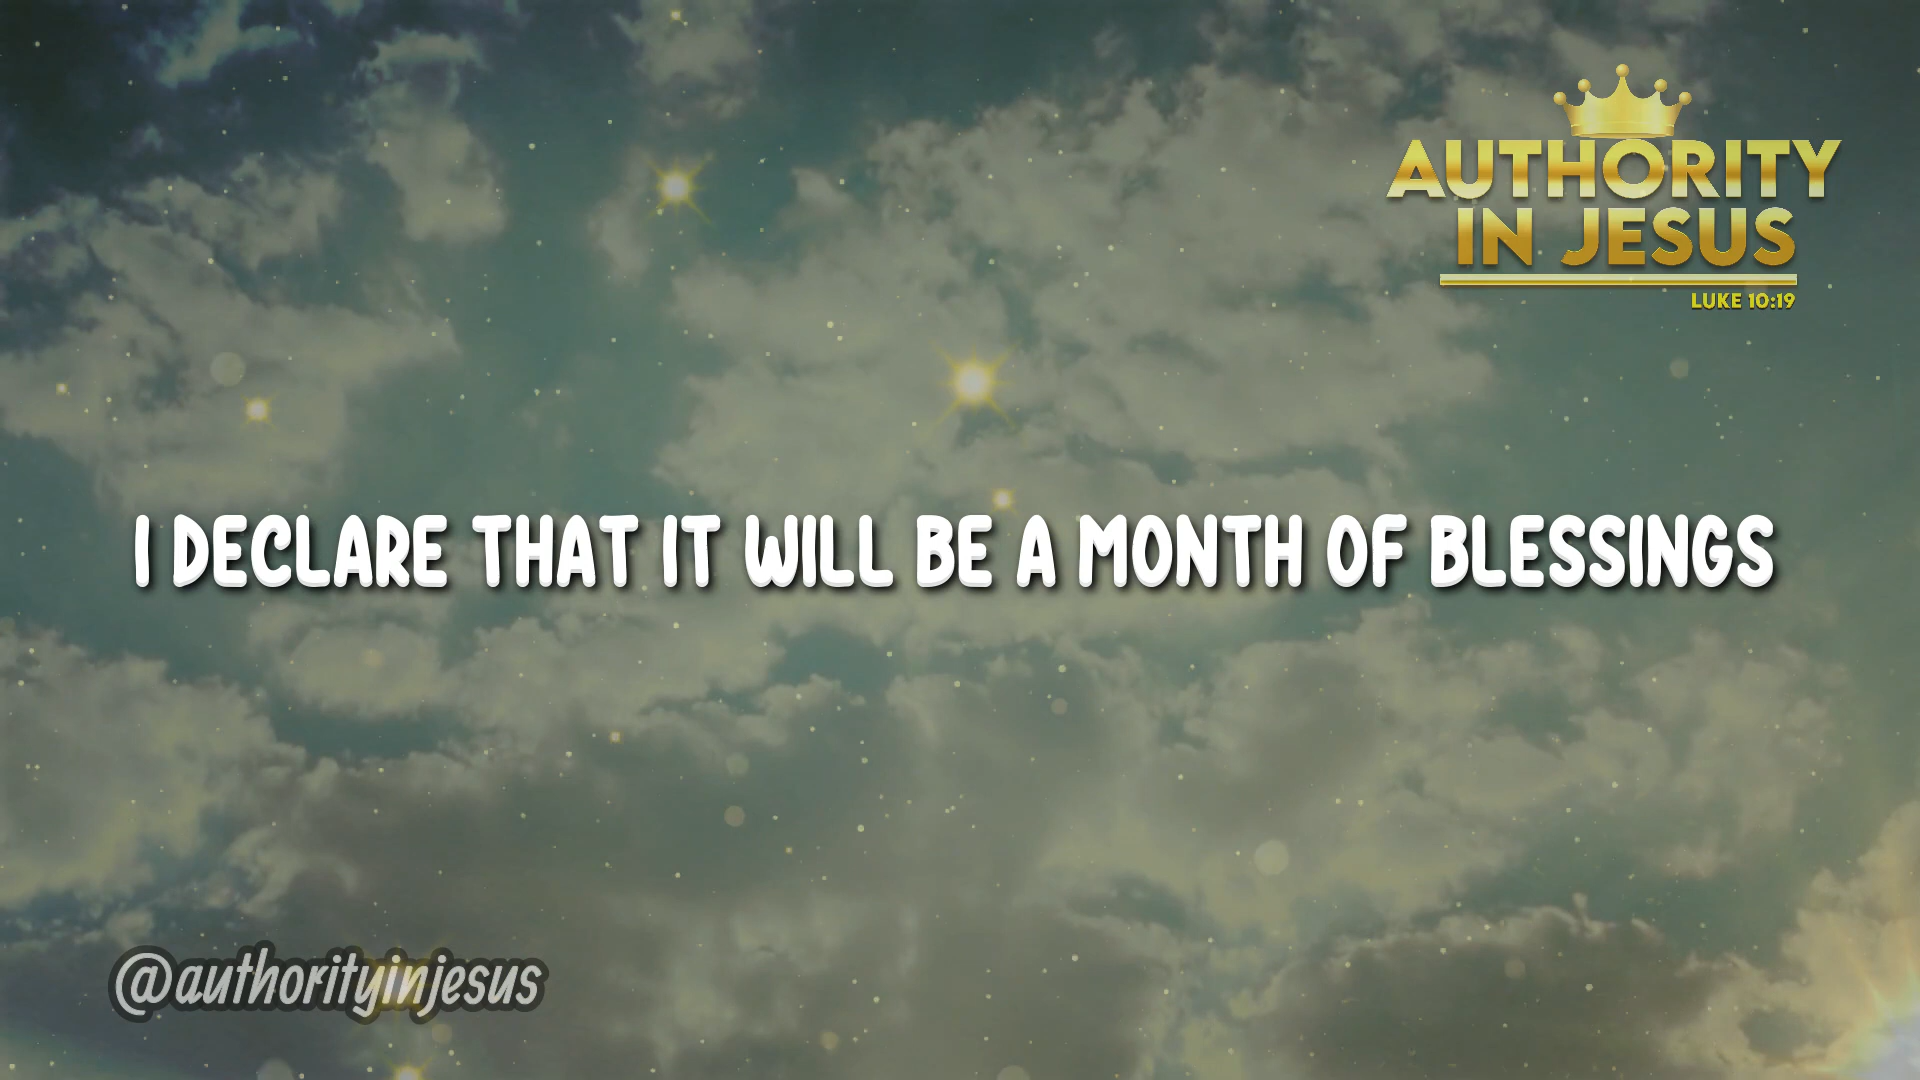 AUTHORITY
IN JESUS
LUKE 10:19
I DECLARE THAT IT WILL BE A MONTH OF BLESSINGS
@authorityinjesus